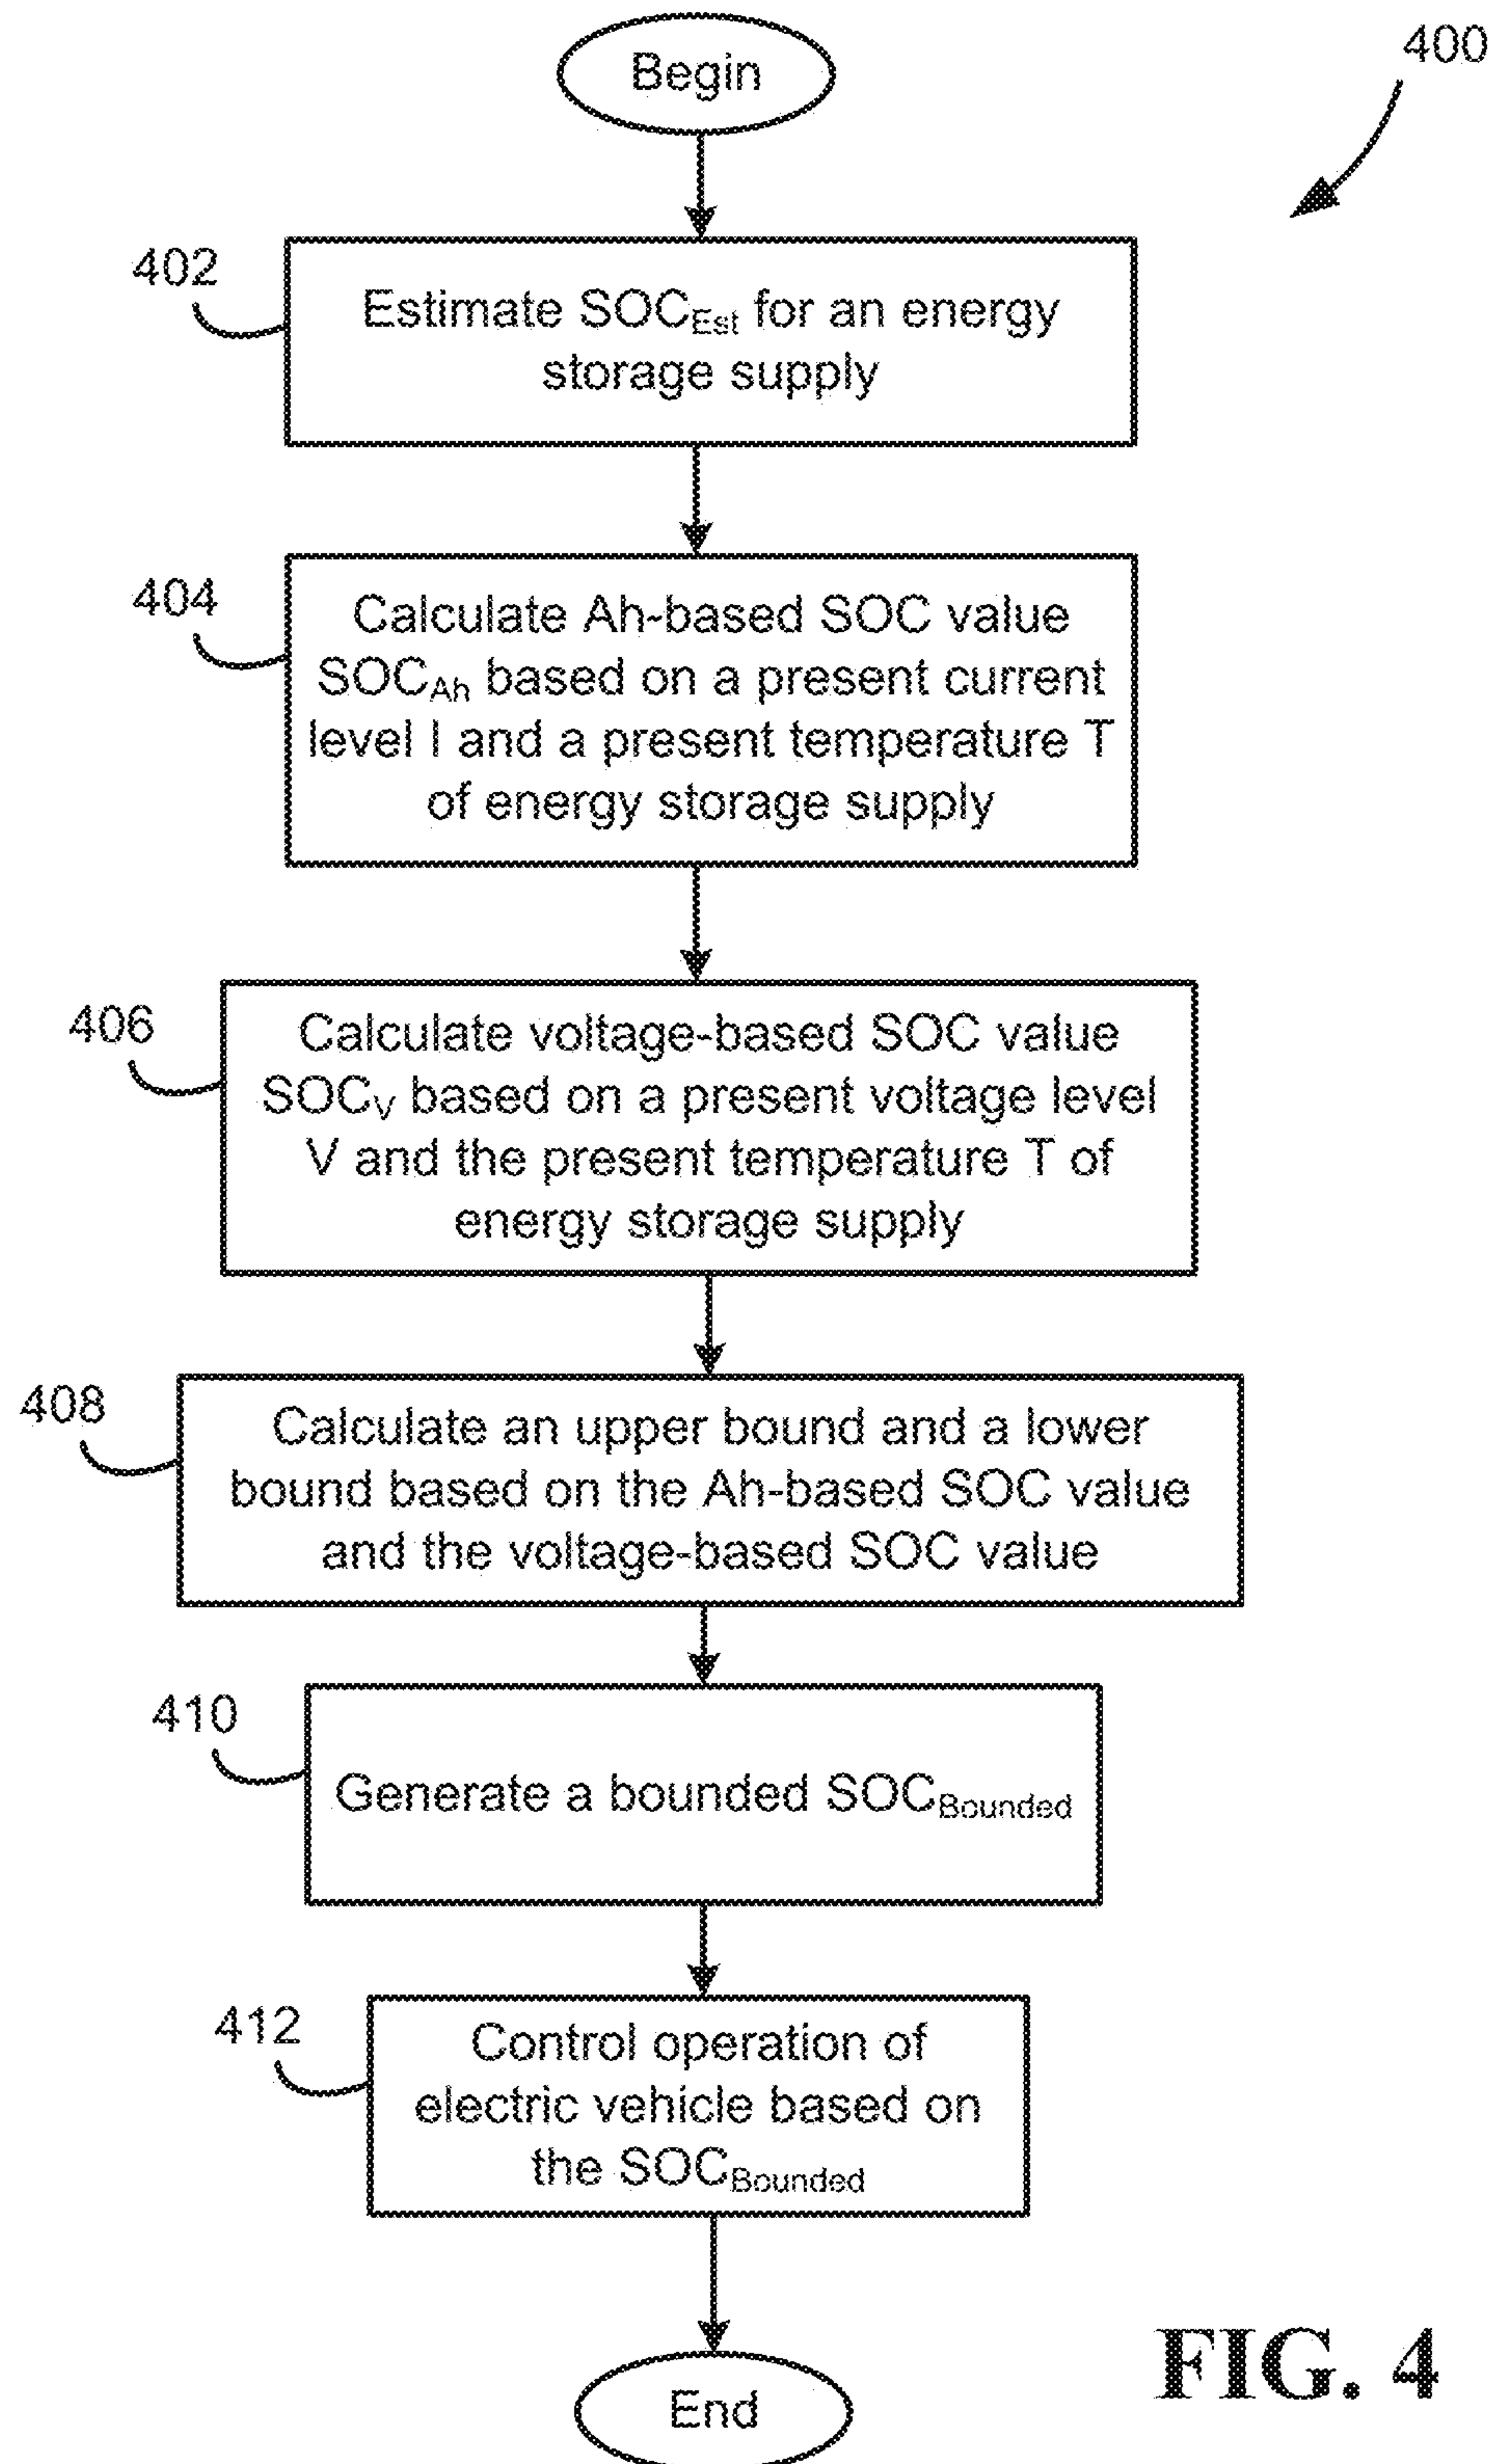 Begin
400
402
Estimate SOCEst for an energy
storage supply
404
Calculate Ah-based SOC value
SOCAh based on a present current
level I and a present temperature T
of energy storage supply
406
Calculate voltage-based SOC value
SOCV based on a present voltage level
V and the present temperature T of
energy storage supply
408
Calculate an upper bound and a lower
bound based on the Ah-based SOC value
and the voltage-based SOC value
410
Generate a bounded SOCBounded
412
Control operation of
electric vehicle based on
the SOCBounded
End
FIG. 4